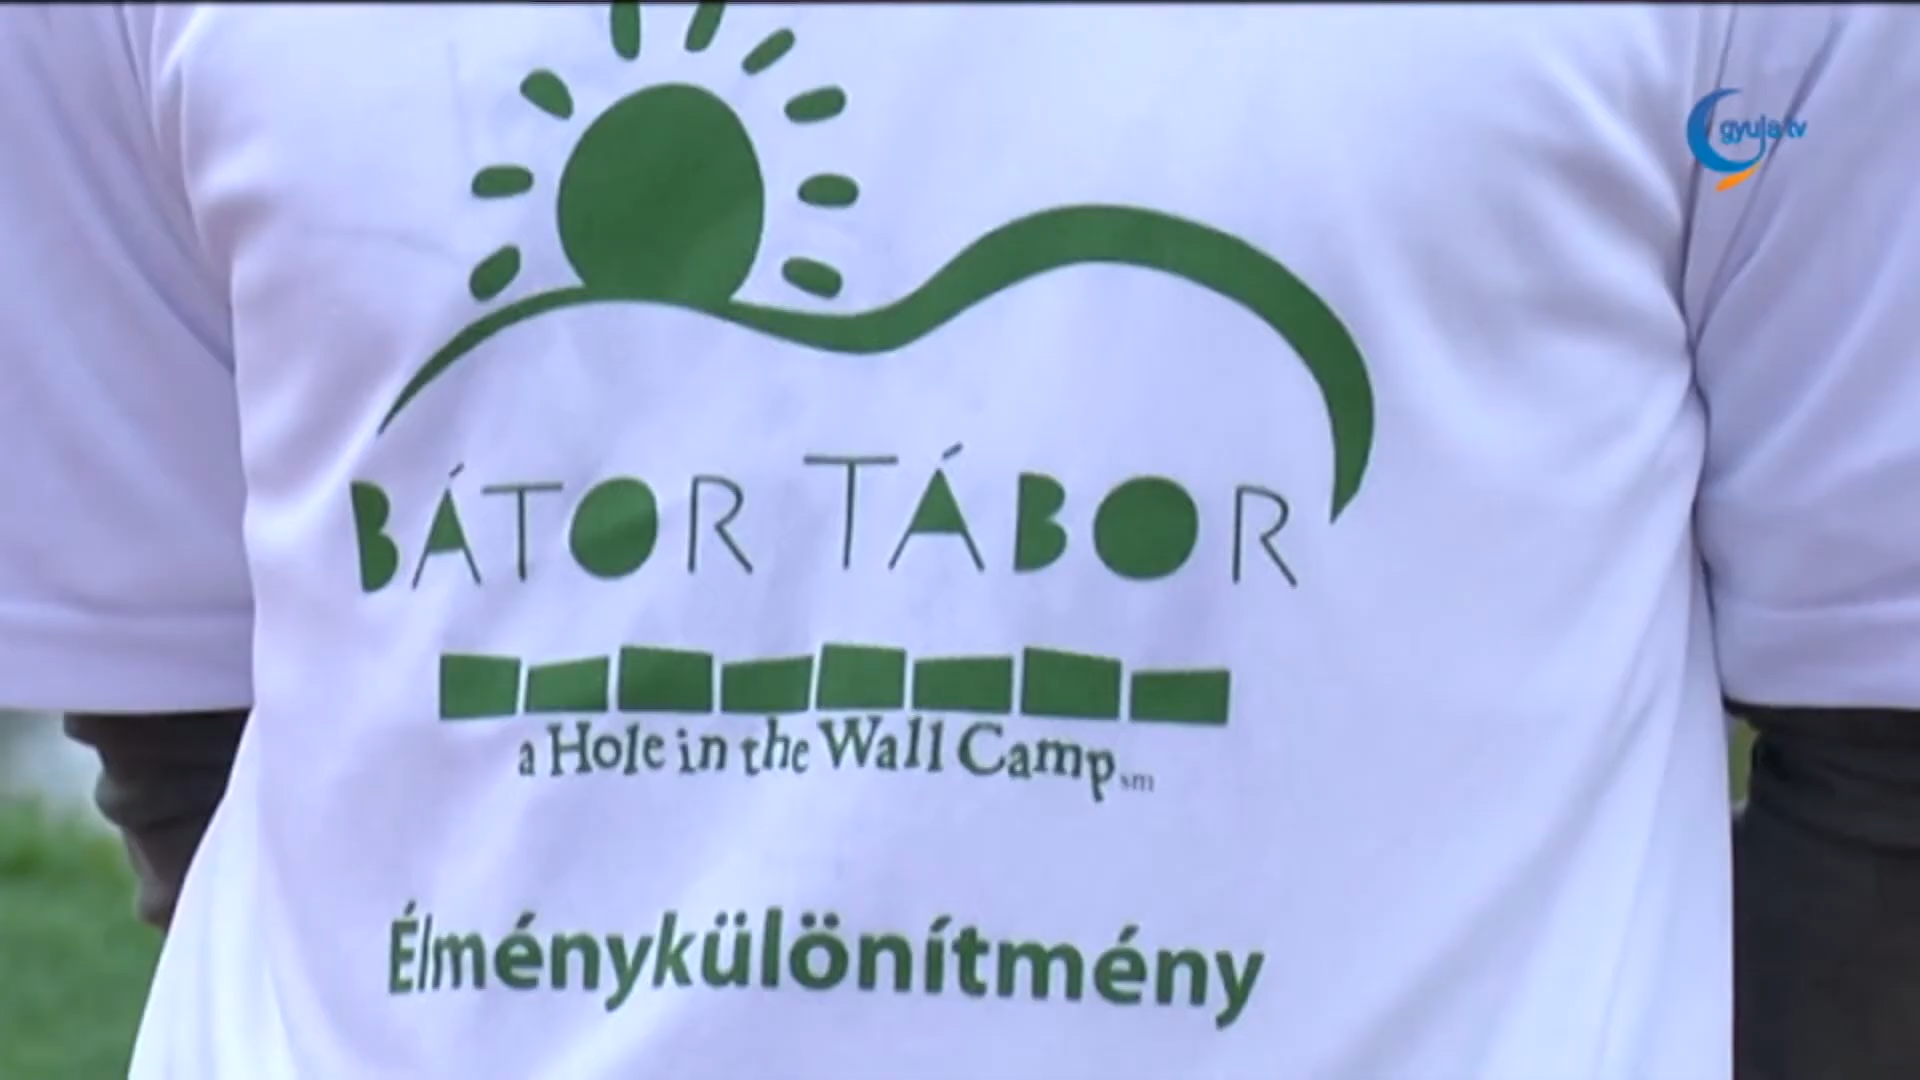 gyula tv
BÁTOR TÁBOR
a Hole in the Wall Camp sm
Élménykülönítmény